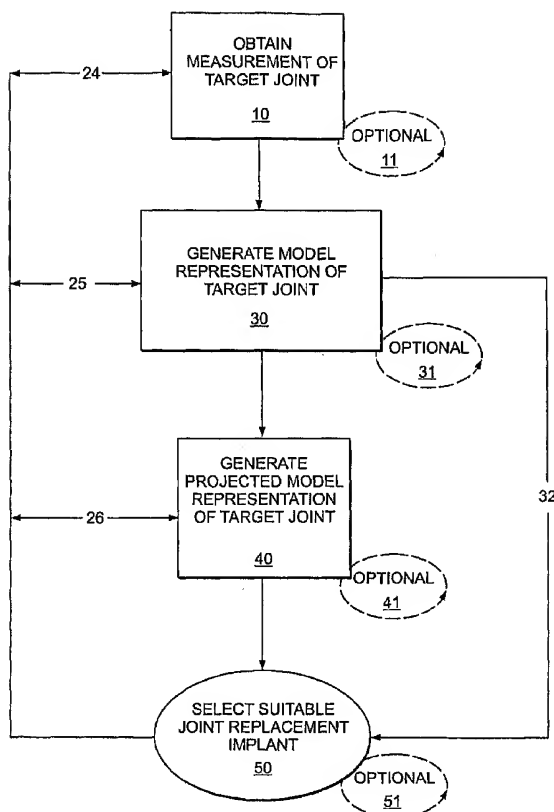 24
OBTAIN
MEASUREMENT OF
TARGET JOINT
10
OPTIONAL
11
25
GENERATE MODEL
REPRESENTATION OF
TARGET JOINT
30
OPTIONAL
31
GENERATE
PROJECTED MODEL
REPRESENTATION
OF TARGET JOINT
40
26
32
OPTIONAL
41
SELECT SUITABLE
JOINT REPLACEMENT
IMPLANT
50
OPTIONAL
51